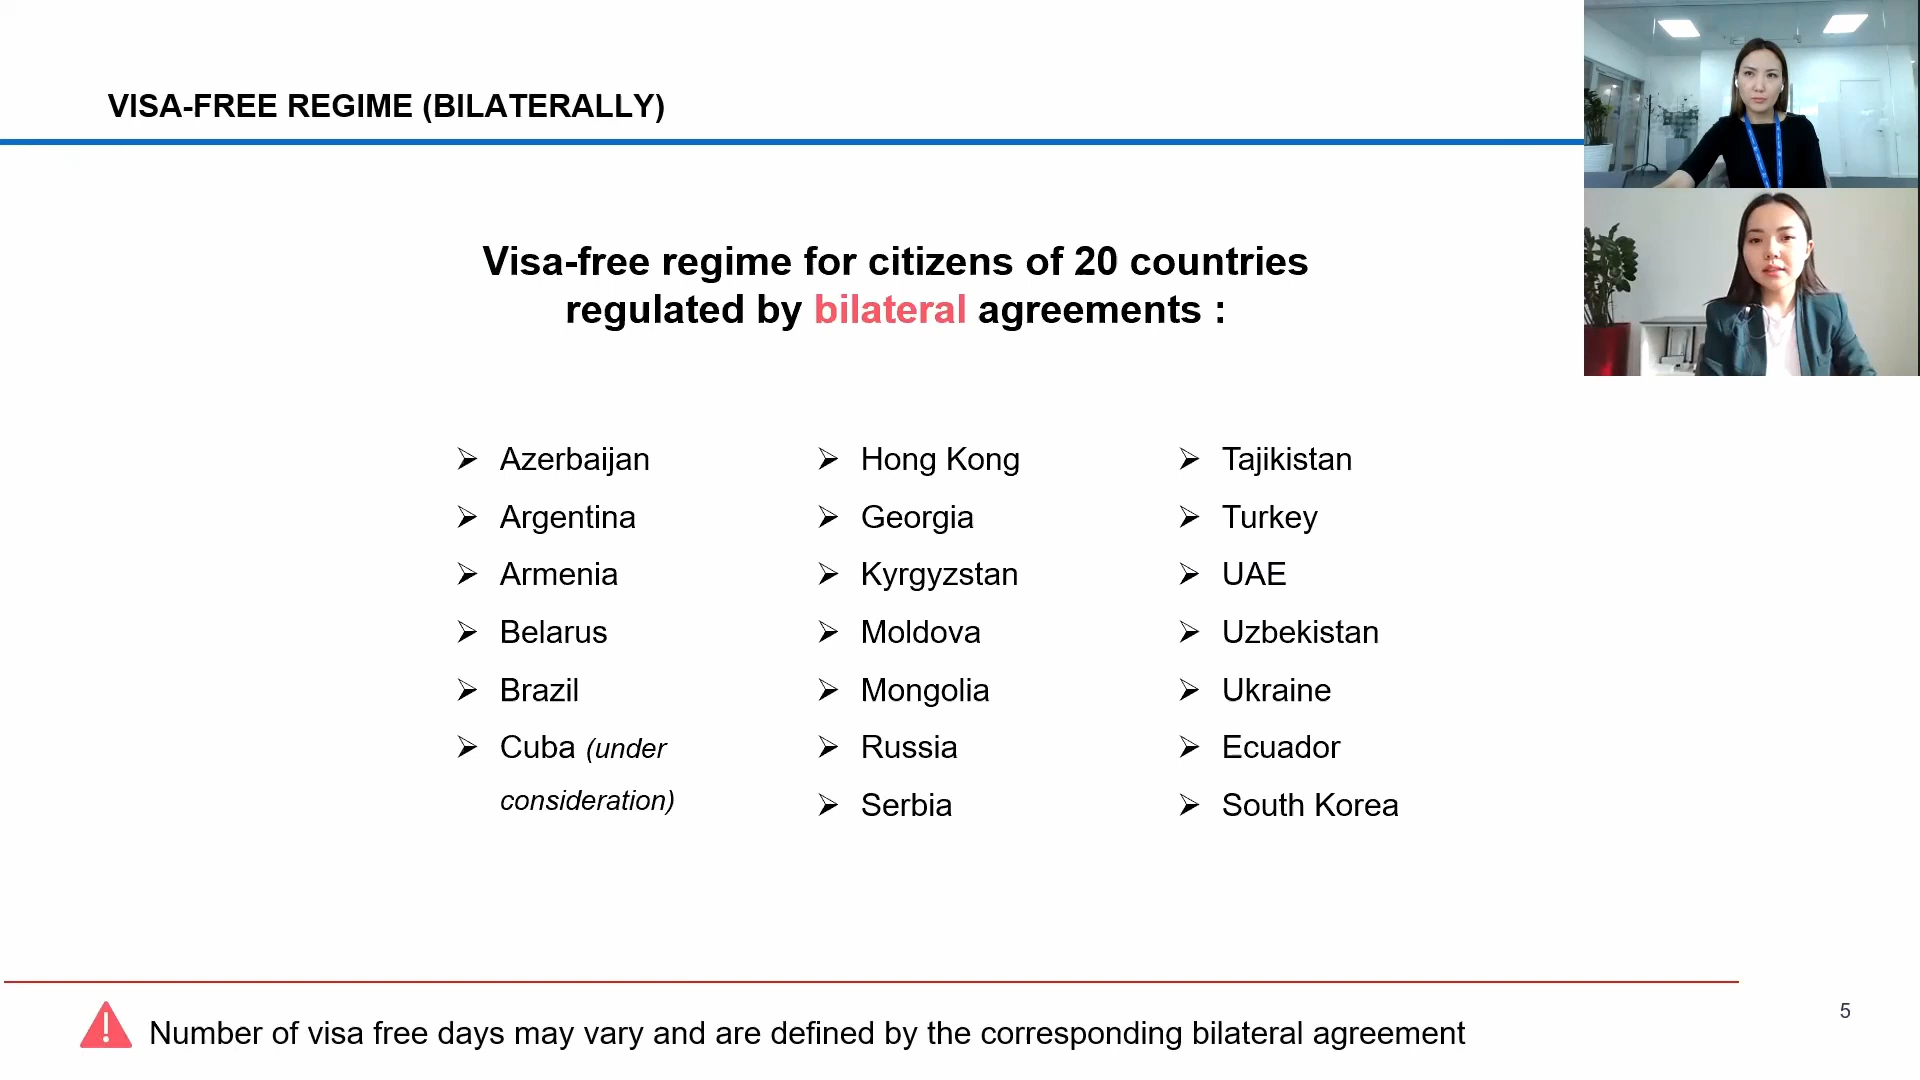 VISA-FREE REGIME (BILATERALLY)
Visa-free regime for citizens of 20 countries
regulated by bilateral agreements :
Azerbaijan
Argentina
Armenia
Belarus
Brazil
Cuba (under
consideration)
Hong Kong
Georgia
Kyrgyzstan
Moldova
Mongolia
Russia
Serbia
Tajikistan
Turkey
UAE
Uzbekistan
Ukraine
Ecuador
South Korea
Number of visa free days may vary and are defined by the corresponding bilateral agreement
5